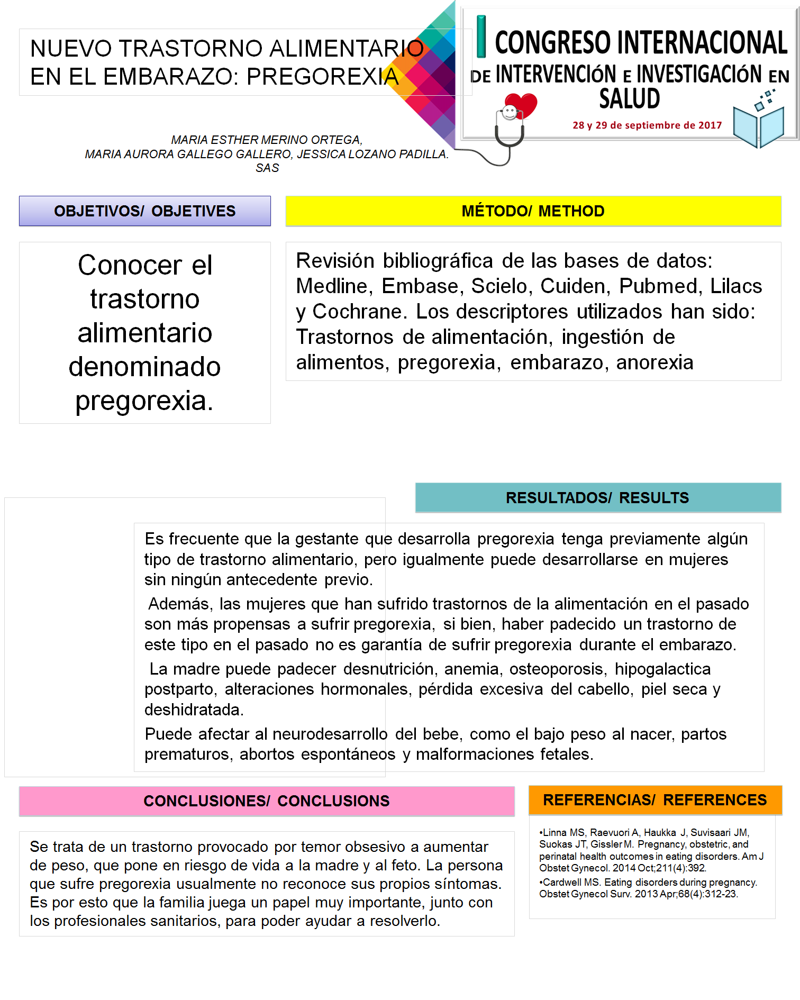 NUEVO TRASTORNO ALIMENTARIO
EN EL EMBARAZO: PREGOREXIA
I CONGRESO INTERNACIONAL
DE INTERVENCIÓN E INVESTIGACIÓN EN
SALUD
28 y 29 de septiembre de 2017
MARIA ESTHER MERINO ORTEGA,
MARIA AURORA GALLEGO GALLERO, JESSICA LOZANO PADILLA.
SAS
OBJETIVOS/ OBJETIVES
Conocer el
trastorno
alimentario
denominado
pregorexia.
MÉTODO/ METHOD
Revisión bibliográfica de las bases de datos:
Medline, Embase, Scielo, Cuiden, Pubmed, Lilacs
y Cochrane. Los descriptores utilizados han sido:
Trastornos de alimentación, ingestión de
alimentos, pregorexia, embarazo, anorexia
RESULTADOS/ RESULTS
Es frecuente que la gestante que desarrolla pregorexia tenga previamente algún
tipo de trastorno alimentario, pero igualmente puede desarrollarse en mujeres
sin ningún antecedente previo.
Además, las mujeres que han sufrido trastornos de la alimentación en el pasado
son más propensas a sufrir pregorexia, si bien, haber padecido un trastorno de
este tipo en el pasado no es garantía de sufrir pregorexia durante el embarazo.
La madre puede padecer desnutrición, anemia, osteoporosis, hipogalactica
postparto, alteraciones hormonales, pérdida excesiva del cabello, piel seca y
deshidratada.
Puede afectar al neurodesarrollo del bebe, como el bajo peso al nacer, partos
prematuros, abortos espontáneos y malformaciones fetales.
CONCLUSIONES/ CONCLUSIONS
Se trata de un trastorno provocado por temor obsesivo a aumentar
de peso, que pone en riesgo de vida a la madre y al feto. La persona
que sufre pregorexia usualmente no reconoce sus propios síntomas.
Es por esto que la familia juega un papel muy importante, junto con
los profesionales sanitarios, para poder ayudar a resolverlo.
REFERENCIAS/ REFERENCES
•Linna MS, Raevuori A, Haukka J, Suvisaari JM,
Suokas JT, Gissler M. Pregnancy, obstetric, and
perinatal health outcomes in eating disorders. Am J
Obstet Gynecol. 2014 Oct;211(4):392.
•Cardwell MS. Eating disorders during pregnancy.
Obstet Gynecol Surv. 2013 Apr;68(4):312-23.